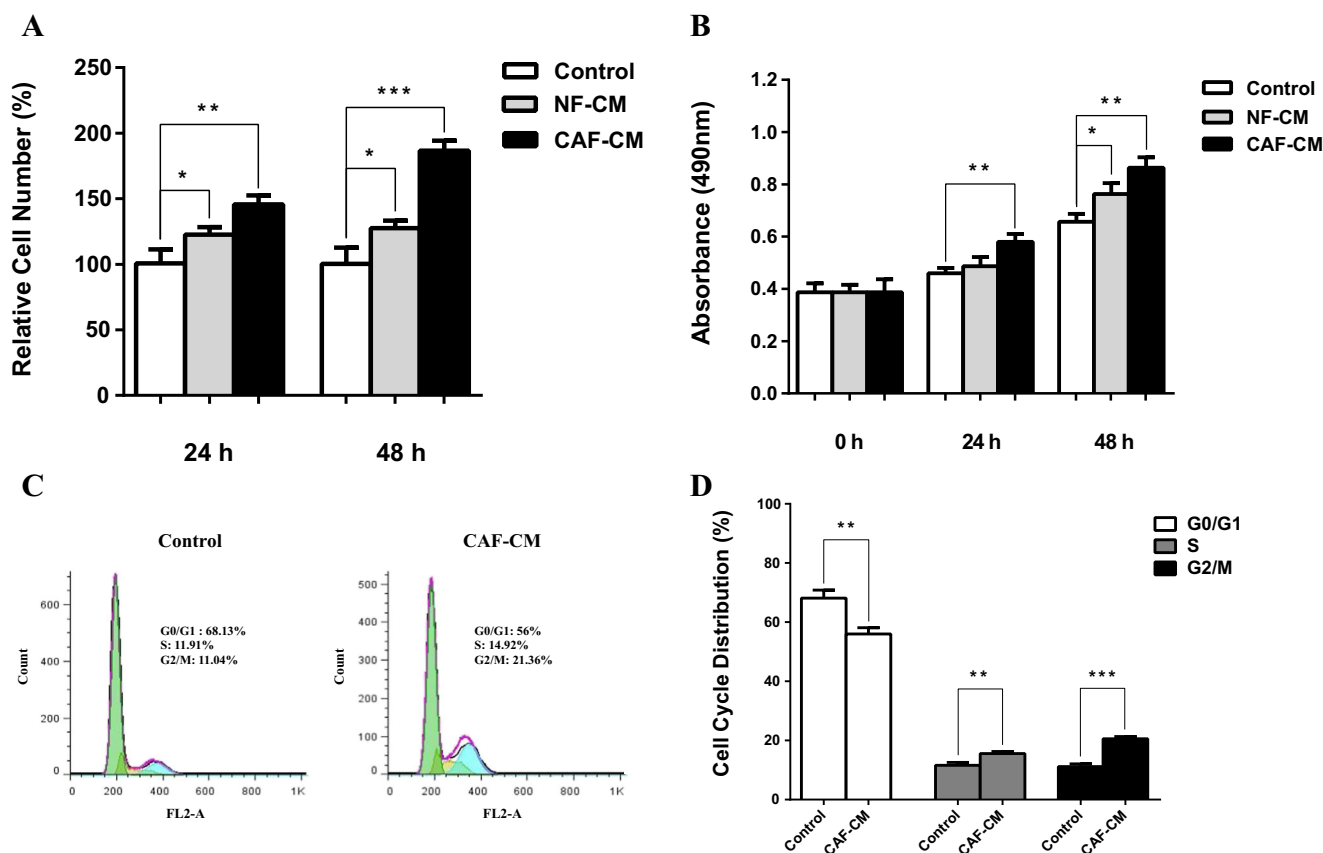 A
Relative Cell Number (%)
250
200
150
100
50
0
**
*
***
*
24 h
48 h
Control
NF-CM
CAF-CM
B
Absorbance (490nm)
1.2
1.0
0.8
0.6
0.4
0.2
0.0
**
**
*
0 h
24 h
48 h
Control
NF-CM
CAF-CM
C
Control
Count
600
400
200
0
G0/G1 : 68.13%
S: 11.91%
G2/M: 11.04%
0 200 400 600 800 1K
FL2-A
CAF-CM
Count
500
400
300
200
100
0
G0/G1: 56%
S: 14.92%
G2/M: 21.36%
0 200 400 600 800 1K
FL2-A
D
Cell Cycle Distribution (%)
100
80
60
40
20
0
**
**
***
Control
CAF-CM
Control
CAF-CM
Control
CAF-CM
G0/G1
S
G2/M